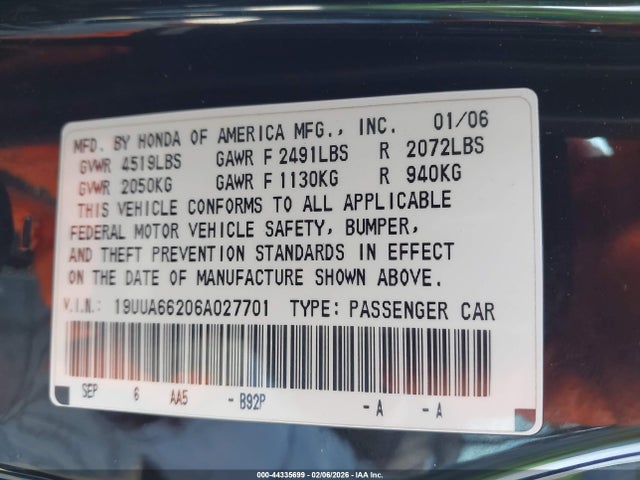 MFD. BY HONDA OF AMERICA MFG., INC. 01/06
GVWR 4519LBS GAWR F 2491LBS R 2072LBS
GVWR 2050KG GAWR F 1130KG R 940KG
THIS VEHICLE CONFORMS TO ALL APPLICABLE
FEDERAL MOTOR VEHICLE SAFETY, BUMPER,
AND THEFT PREVENTION STANDARDS IN EFFECT
ON THE DATE OF MANUFACTURE SHOWN ABOVE.
V.I.N.: 19UUA66206A027701 TYPE: PASSENGER CAR
SEP 6 AA5 - B92P - A - A
000-44335699 - 02/06/2026 - IAA Inc.